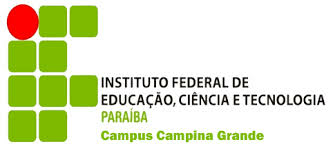 INSTITUTO FEDERAL DE
EDUCAÇÃO, CIÊNCIA E TECNOLOGIA
PARAÍBA
Campus Campina Grande